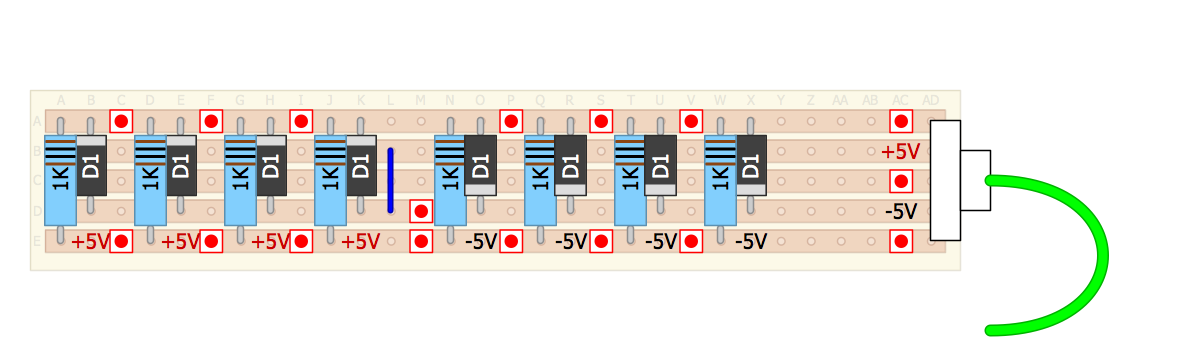 A B C D E F G H I J K L M N O P Q R S T U V W X Y Z AA AB AC AD
A
B
C
D
E
1K D1 1K D1 1K D1 1K D1 1K D1 1K D1 1K D1 1K D1
+5V
-5V
+5V +5V +5V +5V -5V -5V -5V -5V